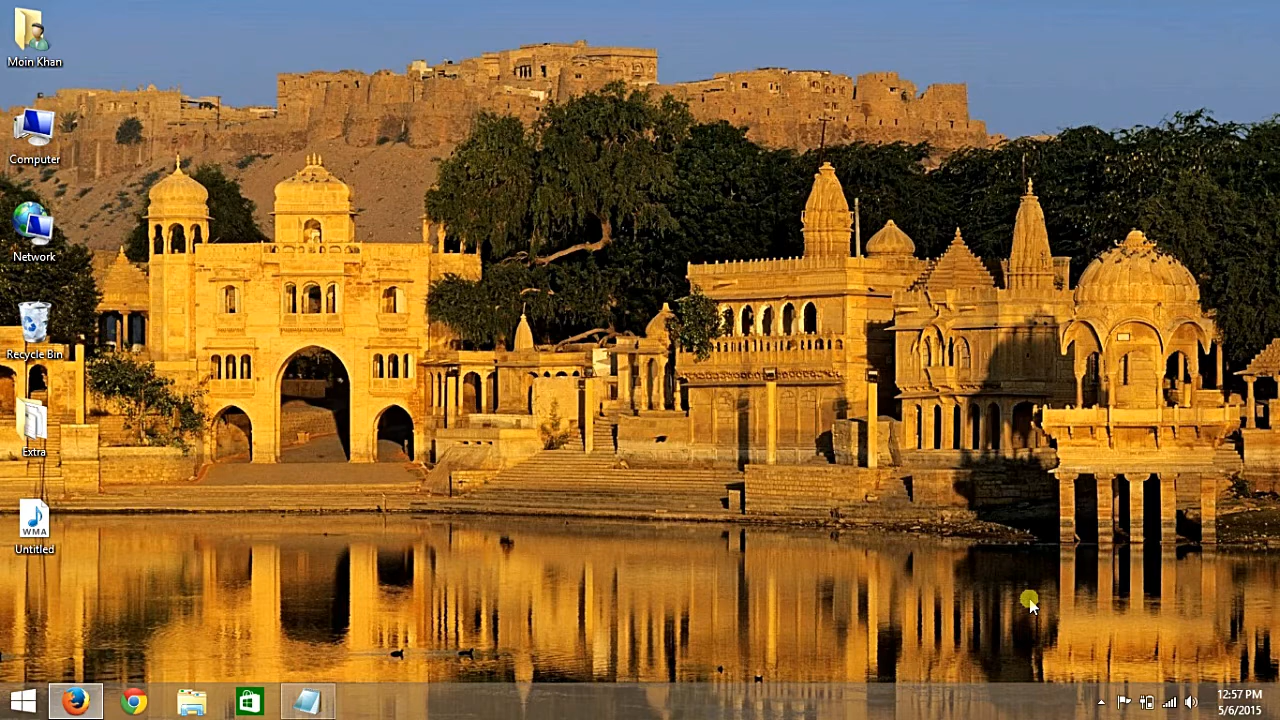 Moin Khan
Computer
Network
Recycle Bin
Extra
WMA
Untitled
12:57 PM
5/6/2015